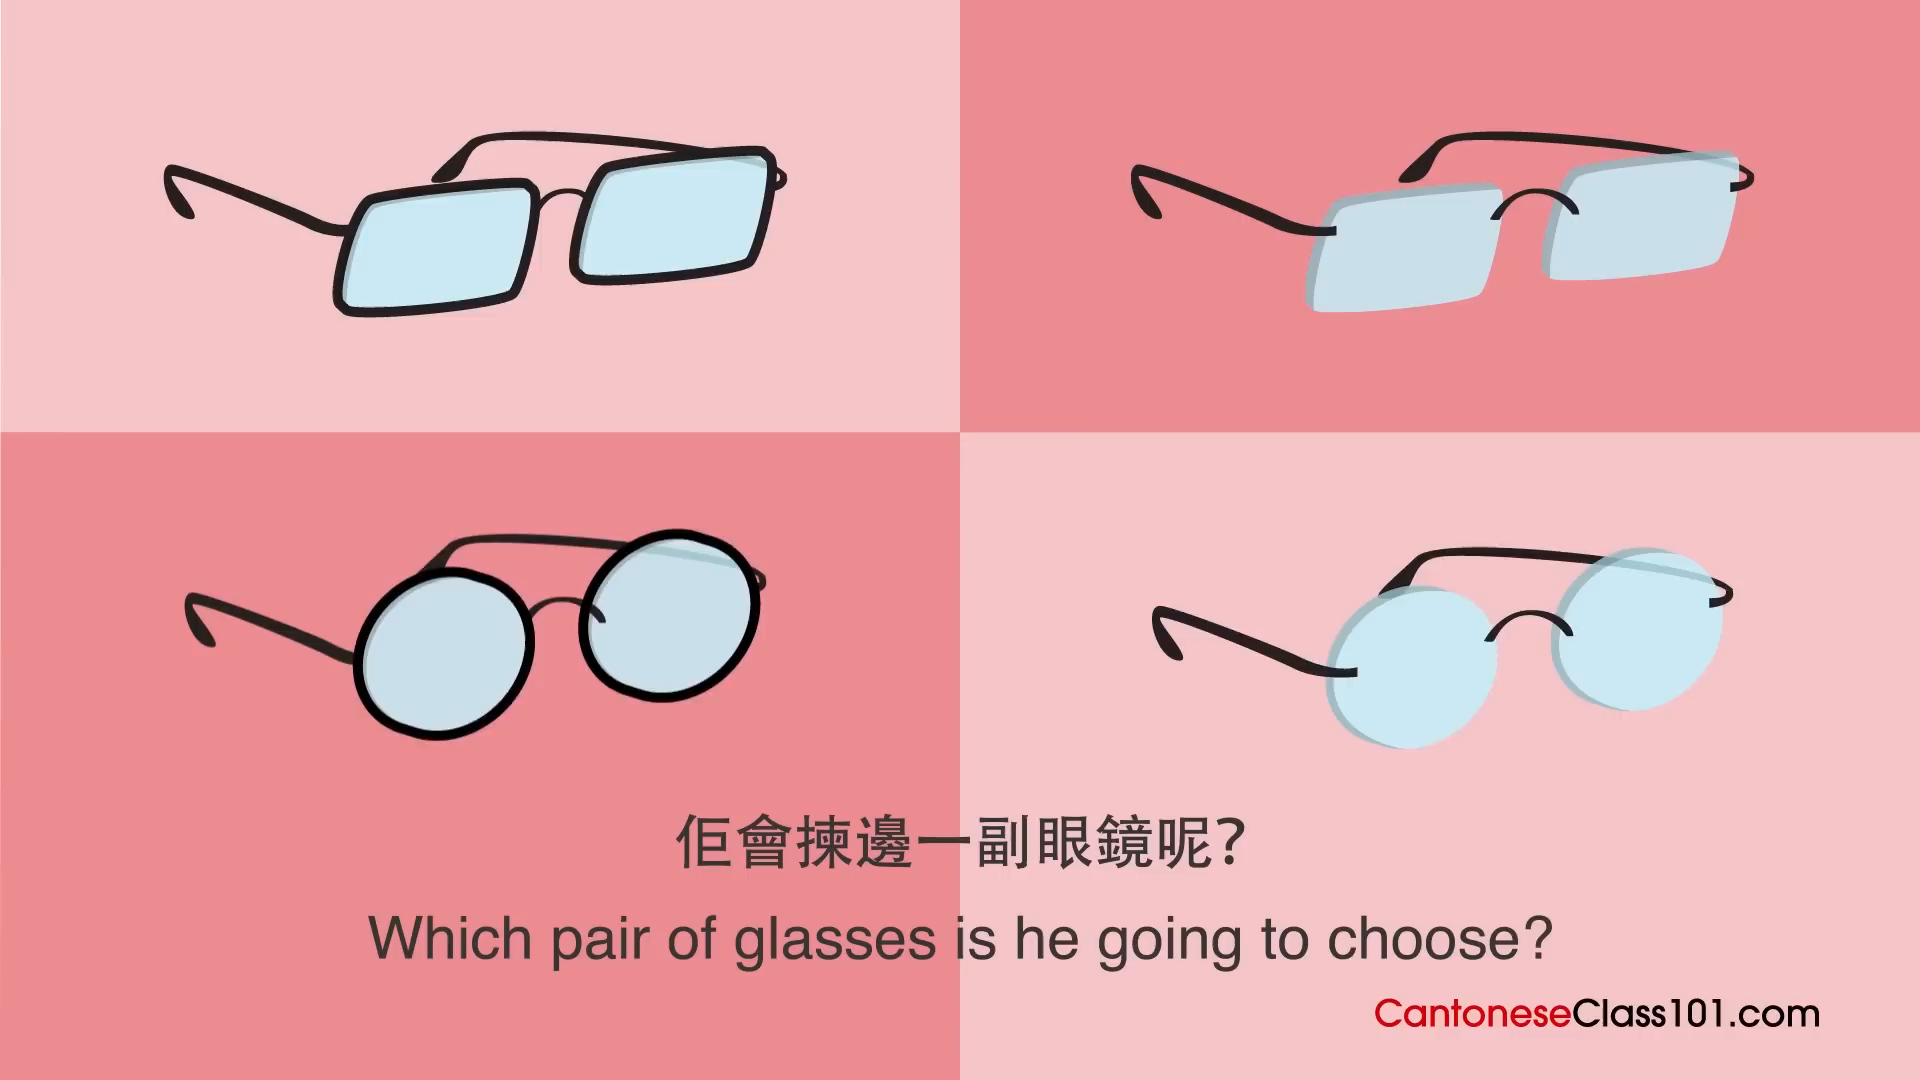 佢會揀邊一副眼鏡呢?
Which pair of glasses is he going to choose?
CantoneseClass101.com